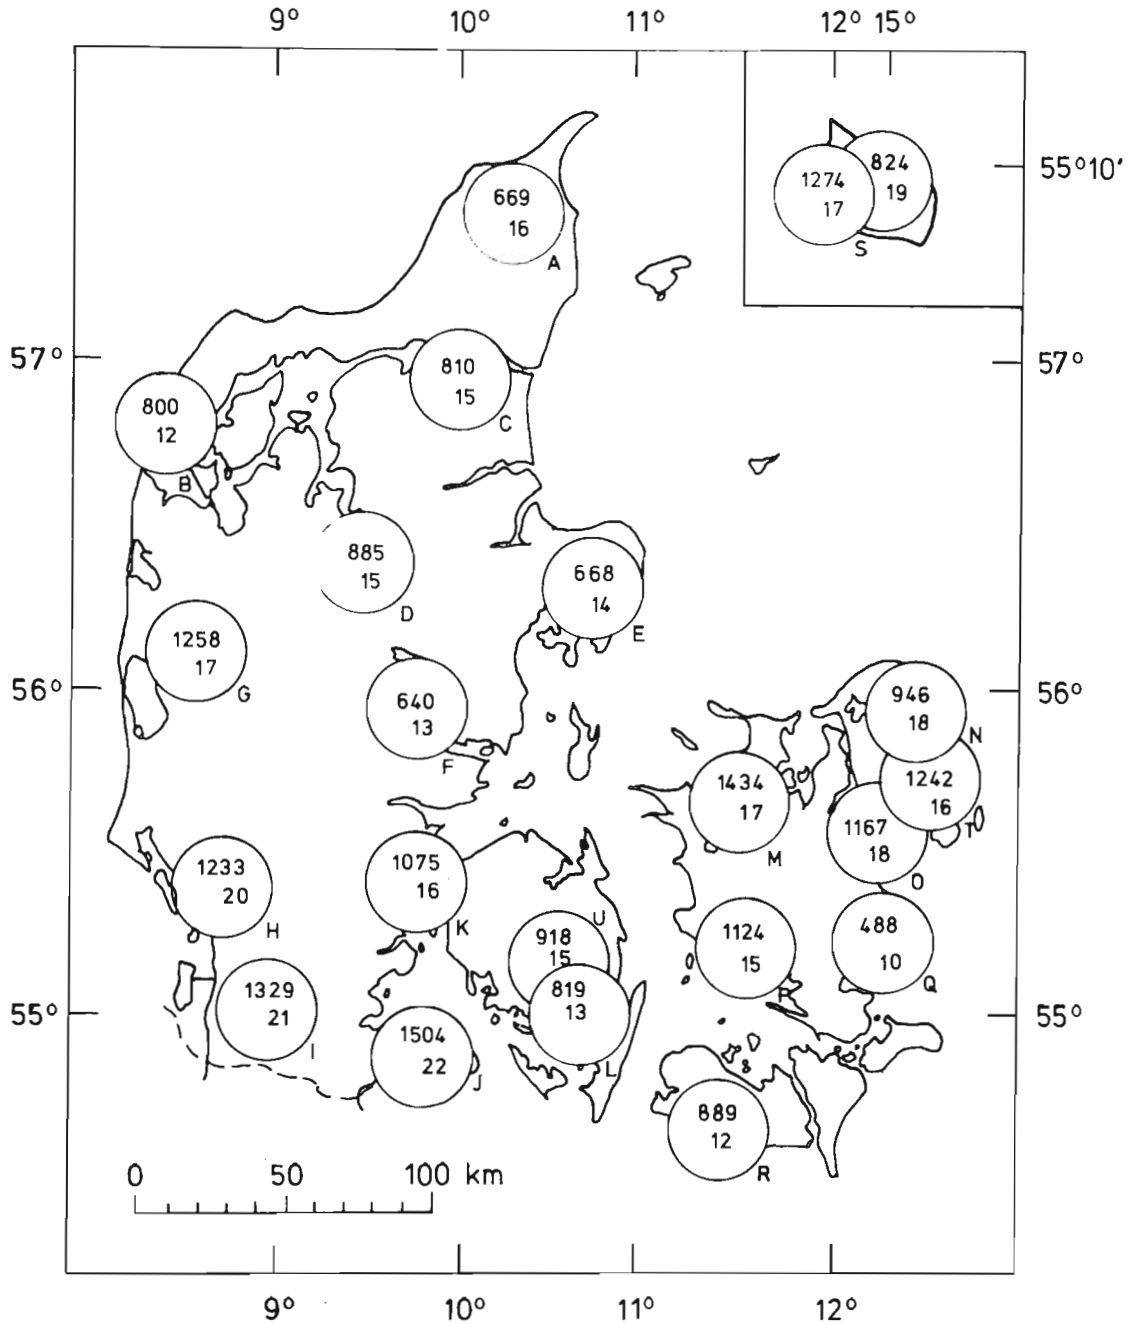 9° 10° 11° 12° 15°
824
1274
19
17
S
55°10'
669
16
A
57°
57°
810
15
C
800
12
B
885
15
D
668
14
E
1258
17
G
56°
56°
640
13
F
946
18
N
1242
16
T
1434
17
M
1167
18
O
1233
20
H
1075
16
K
U
918
15
1124
15
P
488
10
Q
819
13
L
1329
21
I
55°
55°
1504
22
J
889
12
R
0 50 100 km
9° 10° 11° 12°